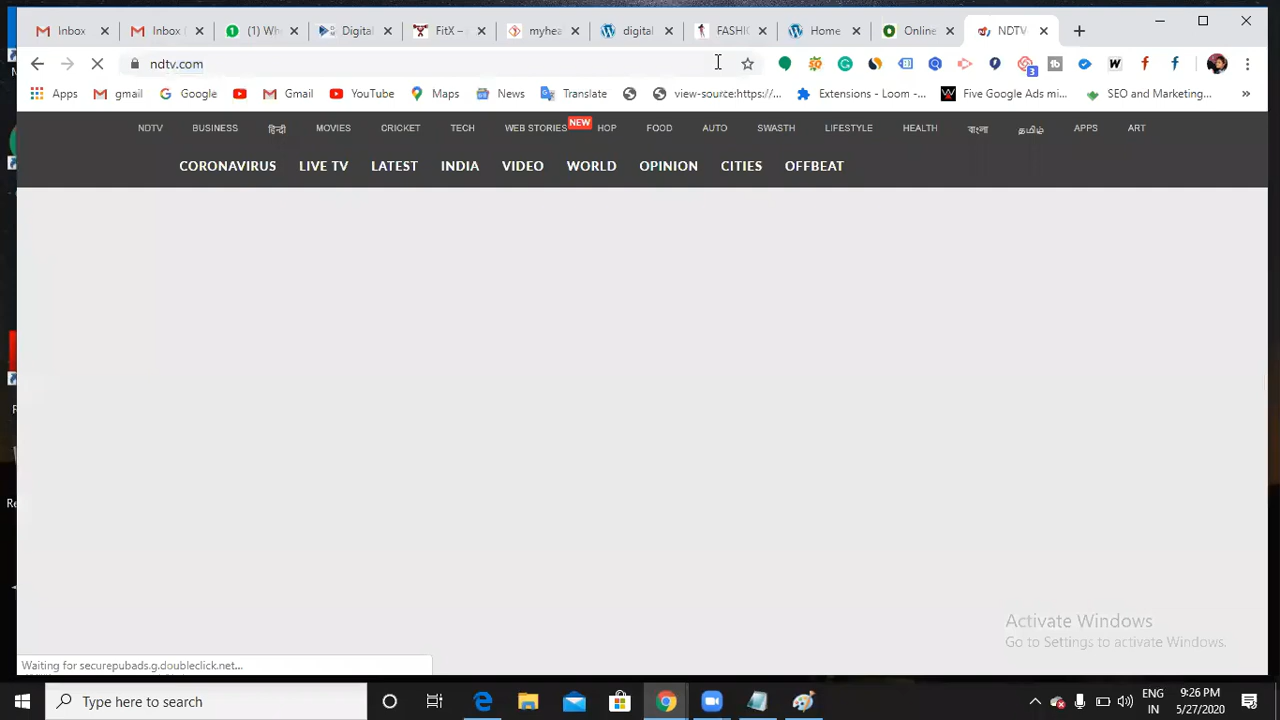 Inbox Inbox (1) Wh Digital FitX – myhea digital FASHIO Home Online NDTV
ndtv.com
3
Apps gmail Google Gmail YouTube Maps News Translate view-source:https://... Extensions - Loom -... Five Google Ads mi... SEO and Marketing... »
NDTV BUSINESS हिन्दी MOVIES CRICKET TECH WEB STORIES NEW HOP FOOD AUTO SWASTH LIFESTYLE HEALTH বাংলা தமிழ் APPS ART
CORONAVIRUS LIVE TV LATEST INDIA VIDEO WORLD OPINION CITIES OFFBEAT
Activate Windows
Go to Settings to activate Windows.
Waiting for securepubads.g.doubleclick.net...
Type here to search
ENG 9:26 PM
IN 5/27/2020